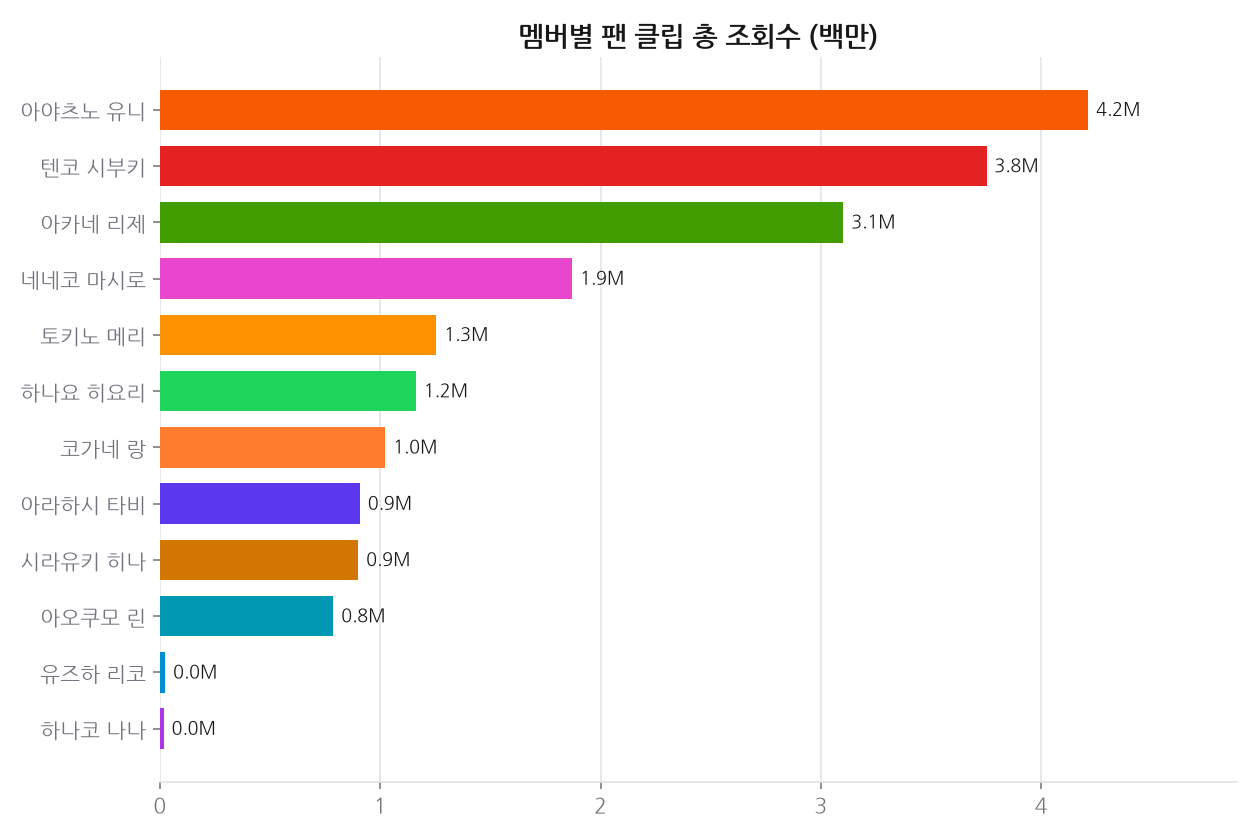 멤버별 팬 클립 총 조회수 (백만)
아야츠노 유니 4.2M
텐코 시부키 3.8M
아카네 리제 3.1M
네네코 마시로 1.9M
토키노 메리 1.3M
하나요 히요리 1.2M
코가네 랑 1.0M
아라하시 타비 0.9M
시라유키 히나 0.9M
아오쿠모 린 0.8M
유즈하 리코 0.0M
하나코 나나 0.0M
0 1 2 3 4